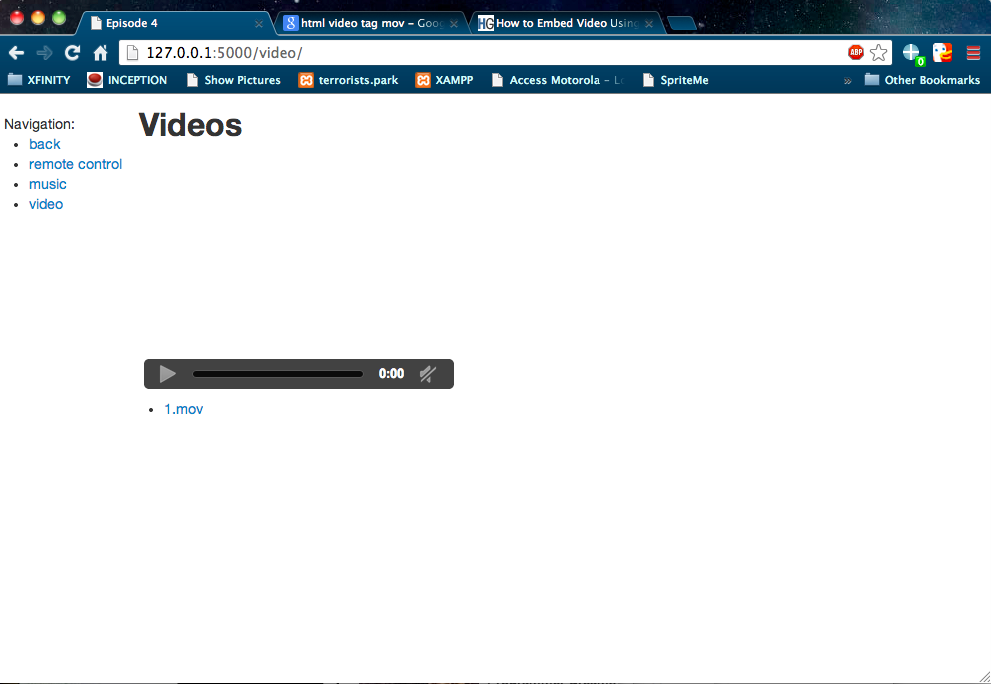 Episode 4
html video tag mov – Goo
HG How to Embed Video Using
127.0.0.1:5000/video/
ABP
0
XFINITY
INCEPTION
Show Pictures
terrorists.park
XAMPP
Access Motorola – L
SpriteMe
»
Other Bookmarks
Navigation:
Videos
• back
• remote control
• music
• video
0:00
• 1.mov